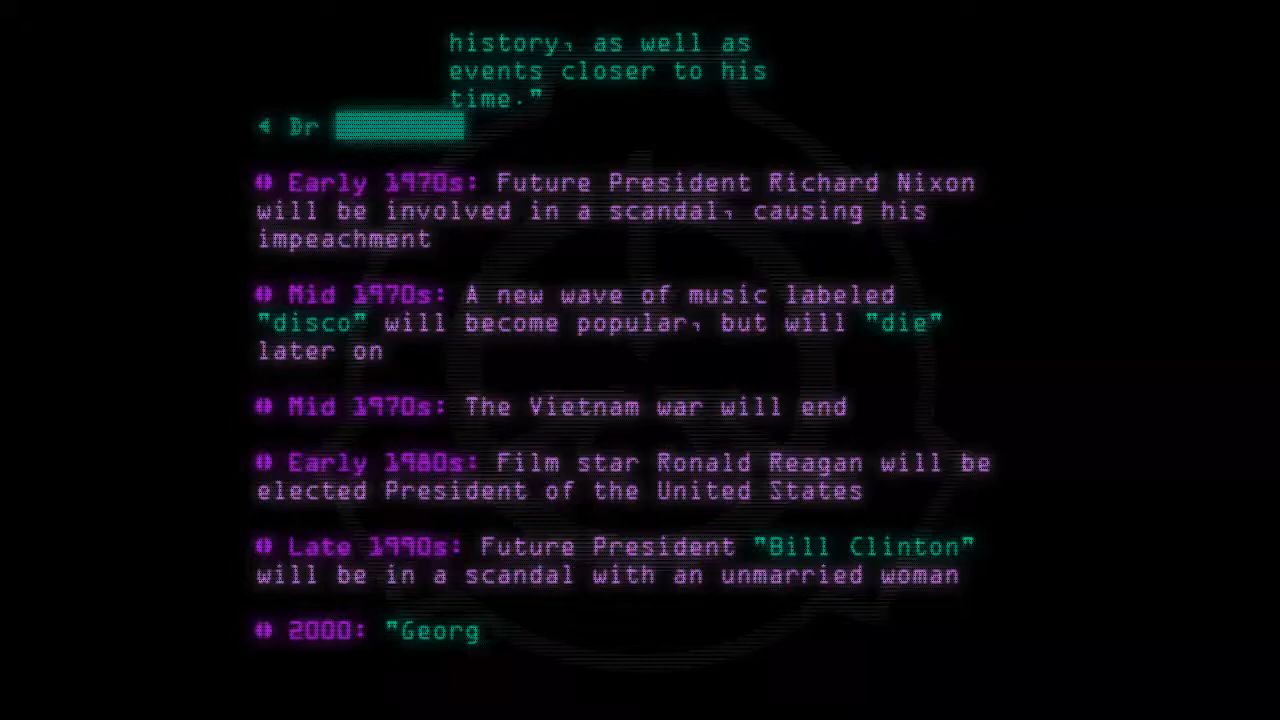 history, as well as
events closer to his
time."
Dr
Early 1970s: Future President Richard Nixon
will be involved in a scandal, causing his
impeachment
Mid 1970s: A new wave of music labeled
"disco" will become popular, but will "die"
later on
Mid 1970s: The Vietnam war will end
Early 1980s: Film star Ronald Reagan will be
elected President of the United States
Late 1990s: Future President "Bill Clinton"
will be in a scandal with an unmarried woman
2000: "Georg